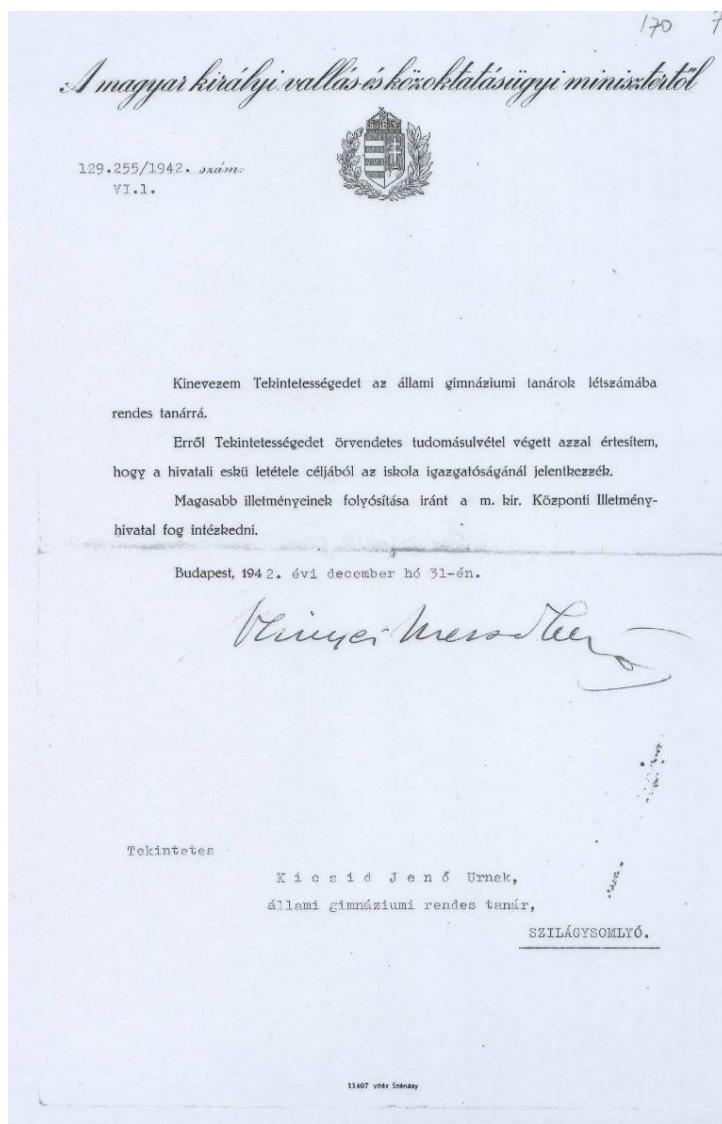 170 7
A magyar királyi vallás és közoktatásügyi minisztertől
129.255/1942. szám.
VI.1.
Kinevezem Tekintetességedet az állami gimnáziumi tanárok létszámába
rendes tanárrá.
Erről Tekintetességedet örvendetes tudomásulvétel végett azzal értesítem,
hogy a hivatali eskü letétele céljából az iskola igazgatóságánál jelentkezzék.
Magasabb illetményeinek folyósítása iránt a m. kir. Központi Illetmény-
hivatal fog intézkedni.
Budapest, 1942. évi december hó 31-én.
Tekintetes
Kicsid Jenő Urnak,
állami gimnáziumi rendes tanár,
SZILÁGYSOMLYÓ.
11407 vitéz Szénásy